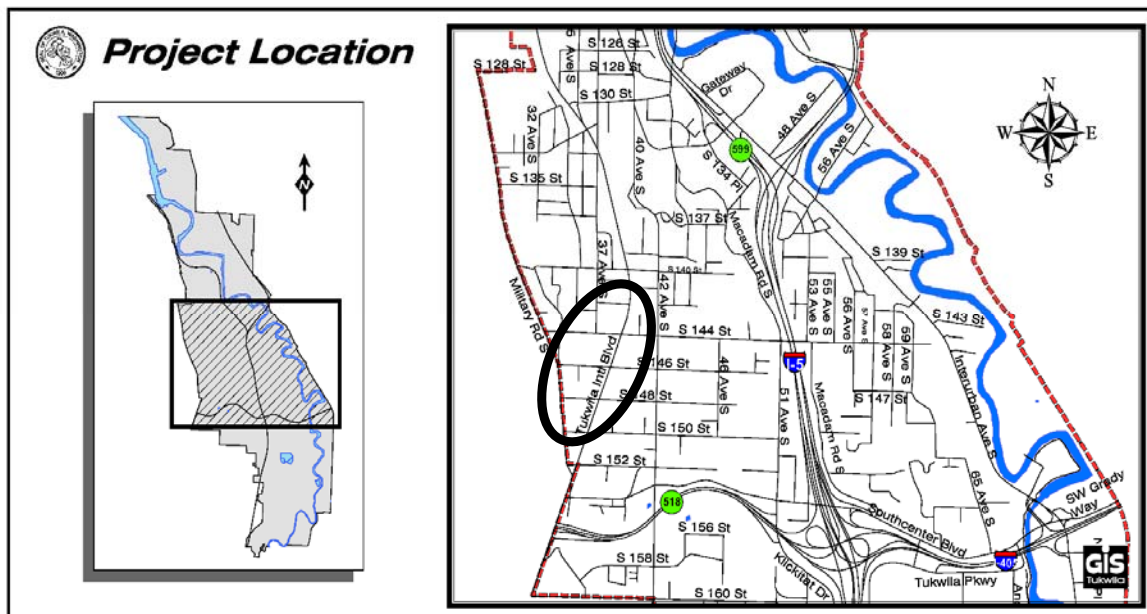 Project Location
N
S 126 St
S 128 St
S 128 St
S 130 St
Gateway Dr
48 Ave S
56 Ave S
32 Ave S
40 Ave S
599
S 134 Pl
S 135 St
S 137 St
Macadam Rd S
N
W E
S
S 139 St
37 Ave S
S 140 St
42 Ave S
Military Rd S
Tukwila Intl Blvd
S 144 St
S 146 St
S 148 St
46 Ave S
S 150 St
S 152 St
I-5
51 Ave S
Macadam Rd S
53 Ave S
55 Ave S
56 Ave S
57 Ave S
58 Ave S
59 Ave S
S 143 St
S 147 St
Interurban Ave S
65 Ave S
SW Grady Way
518
S 156 St
S 158 St
S 160 St
Klickitat Dr
Southcenter Blvd
Tukwila Pkwy
GIS
Tukwila